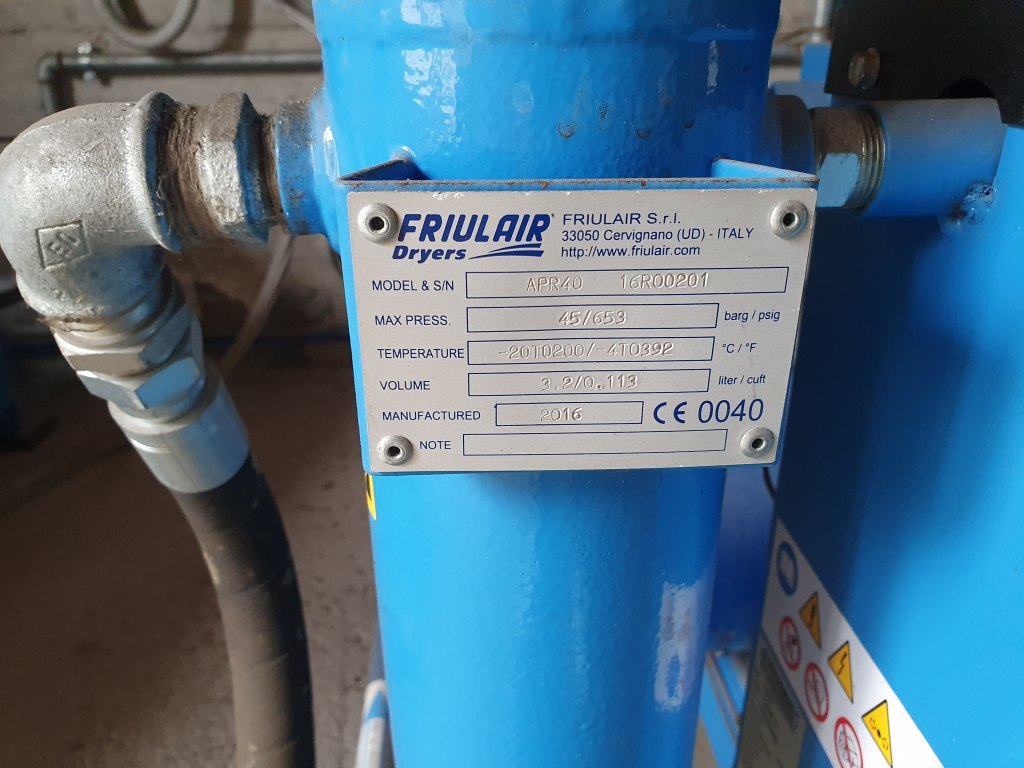 FRIULAIR®
Dryers
FRIULAIR S.r.l.
33050 Cervignano (UD) - ITALY
http://www.friulair.com
MODEL & S/N APR40 16R00201
MAX PRESS. 45/653 barg / psig
TEMPERATURE -20TO200/-4TO392 °C / °F
VOLUME 3.2/0.113 liter / cuft
MANUFACTURED 2016 CE 0040
NOTE